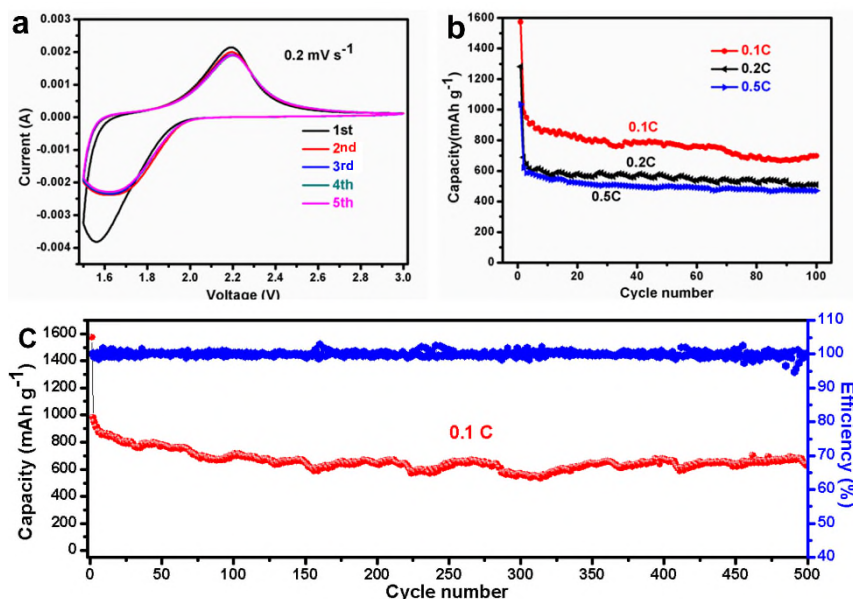 a
0.003
0.002
0.001
0.000
-0.001
-0.002
-0.003
-0.004
Current (A)
0.2 mV s⁻¹
1st
2nd
3rd
4th
5th
1.6 1.8 2.0 2.2 2.4 2.6 2.8 3.0
Voltage (V)
b
1600
1400
1200
1000
800
600
400
200
0
Capacity(mAh g⁻¹)
0.1C
0.2C
0.5C
0.1C
0.2C
0.5C
0 20 40 60 80 100
Cycle number
C
1600
1400
1200
1000
800
600
400
200
0
Capacity (mAh g⁻¹)
0.1 C
110
100
90
80
70
60
50
40
Efficiency (%)
0 50 100 150 200 250 300 350 400 450 500
Cycle number